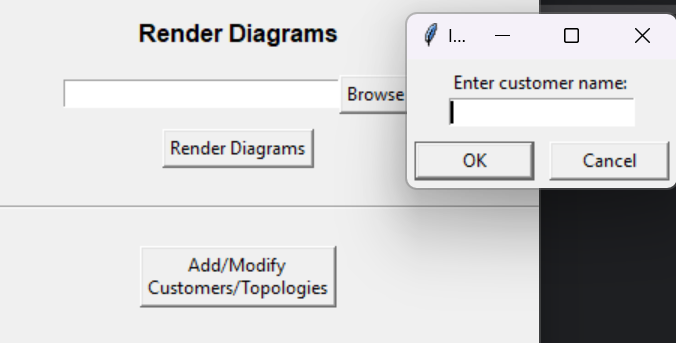 Render Diagrams
I...
Enter customer name:
Browse
OK
Cancel
Render Diagrams
Add/Modify
Customers/Topologies